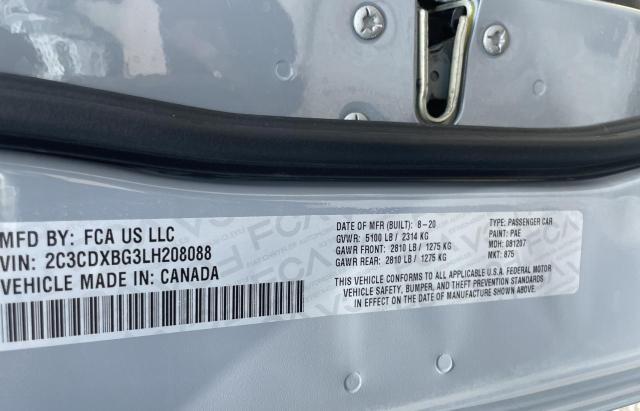 MFD BY: FCA US LLC
VIN: 2C3CDXBG3LH208088
VEHICLE MADE IN: CANADA
DATE OF MFR (BUILT): 8-20
GVWR: 5100 LB / 2314 KG
GAWR FRONT: 2810 LB / 1275 KG
GAWR REAR: 2810 LB / 1275 KG
TYPE: PASSENGER CAR
PAINT: PAE
MDH: 081207
MKT: 875
THIS VEHICLE CONFORMS TO ALL APPLICABLE U.S.A. FEDERAL MOTOR
VEHICLE SAFETY, BUMPER, AND THEFT PREVENTION STANDARDS
IN EFFECT ON THE DATE OF MANUFACTURE SHOWN ABOVE.